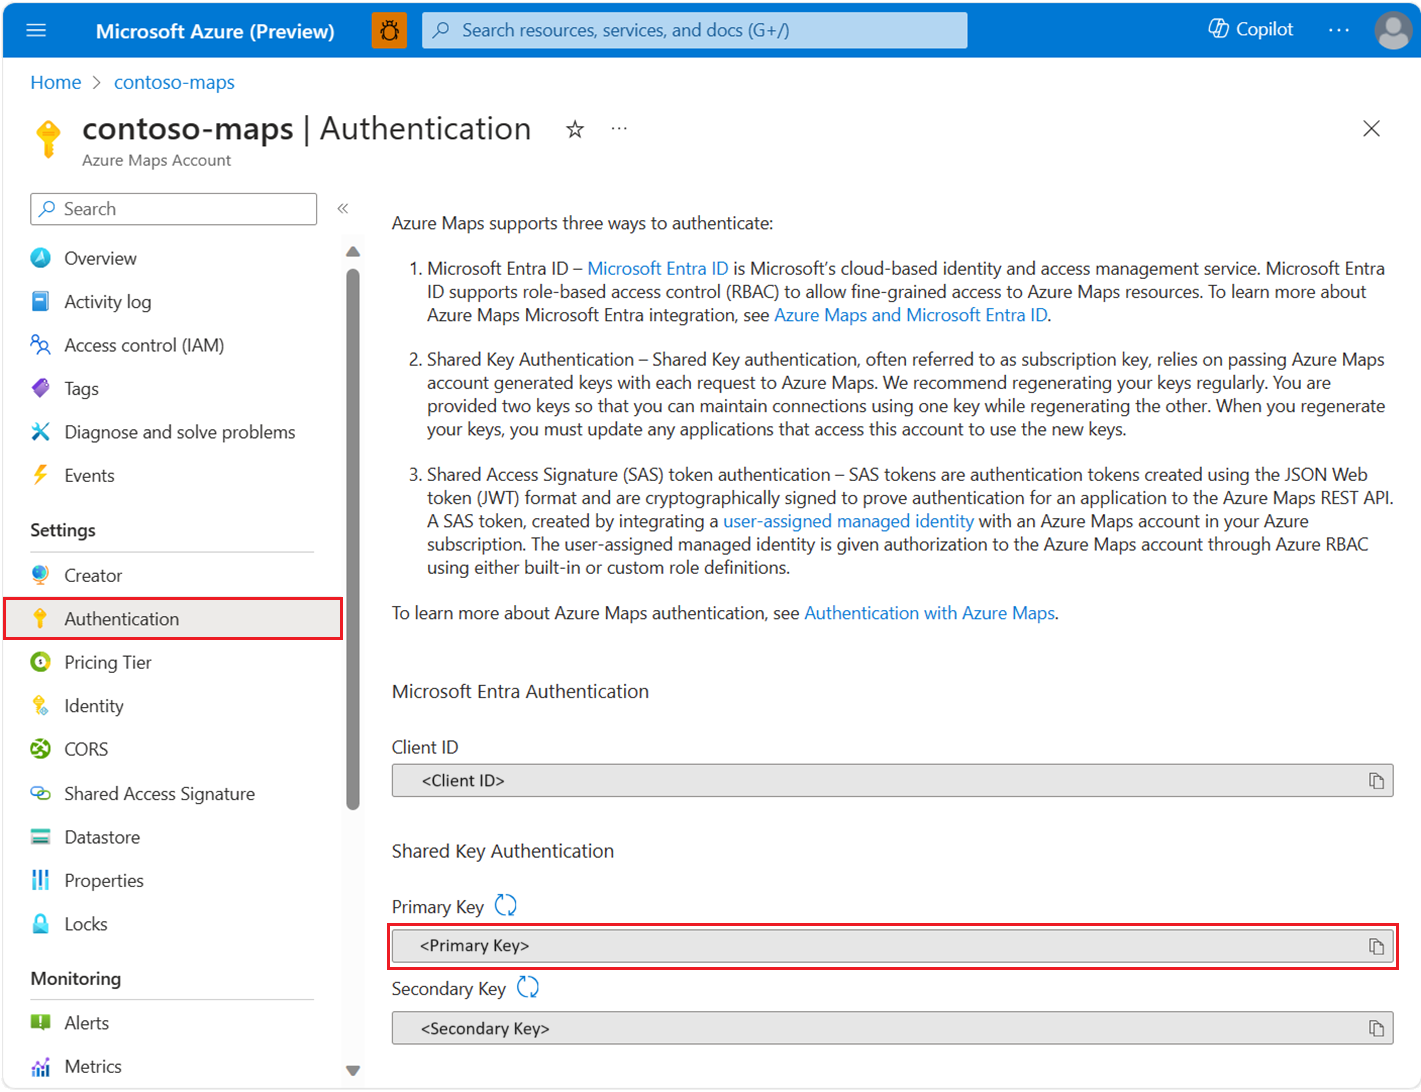 Microsoft Azure (Preview)
Search resources, services, and docs (G+/)
Copilot
Home > contoso-maps
contoso-maps | Authentication
Azure Maps Account
Search
Overview
Activity log
Access control (IAM)
Tags
Diagnose and solve problems
Events
Settings
Creator
Authentication
Pricing Tier
Identity
CORS
Shared Access Signature
Datastore
Properties
Locks
Monitoring
Alerts
Metrics
Azure Maps supports three ways to authenticate:
1. Microsoft Entra ID – Microsoft Entra ID is Microsoft’s cloud-based identity and access management service. Microsoft Entra
ID supports role-based access control (RBAC) to allow fine-grained access to Azure Maps resources. To learn more about
Azure Maps Microsoft Entra integration, see Azure Maps and Microsoft Entra ID.
2. Shared Key Authentication – Shared Key authentication, often referred to as subscription key, relies on passing Azure Maps
account generated keys with each request to Azure Maps. We recommend regenerating your keys regularly. You are
provided two keys so that you can maintain connections using one key while regenerating the other. When you regenerate
your keys, you must update any applications that access this account to use the new keys.
3. Shared Access Signature (SAS) token authentication – SAS tokens are authentication tokens created using the JSON Web
token (JWT) format and are cryptographically signed to prove authentication for an application to the Azure Maps REST API.
A SAS token, created by integrating a user-assigned managed identity with an Azure Maps account in your Azure
subscription. The user-assigned managed identity is given authorization to the Azure Maps account through Azure RBAC
using either built-in or custom role definitions.
To learn more about Azure Maps authentication, see Authentication with Azure Maps.
Microsoft Entra Authentication
Client ID
<Client ID>
Shared Key Authentication
Primary Key
<Primary Key>
Secondary Key
<Secondary Key>